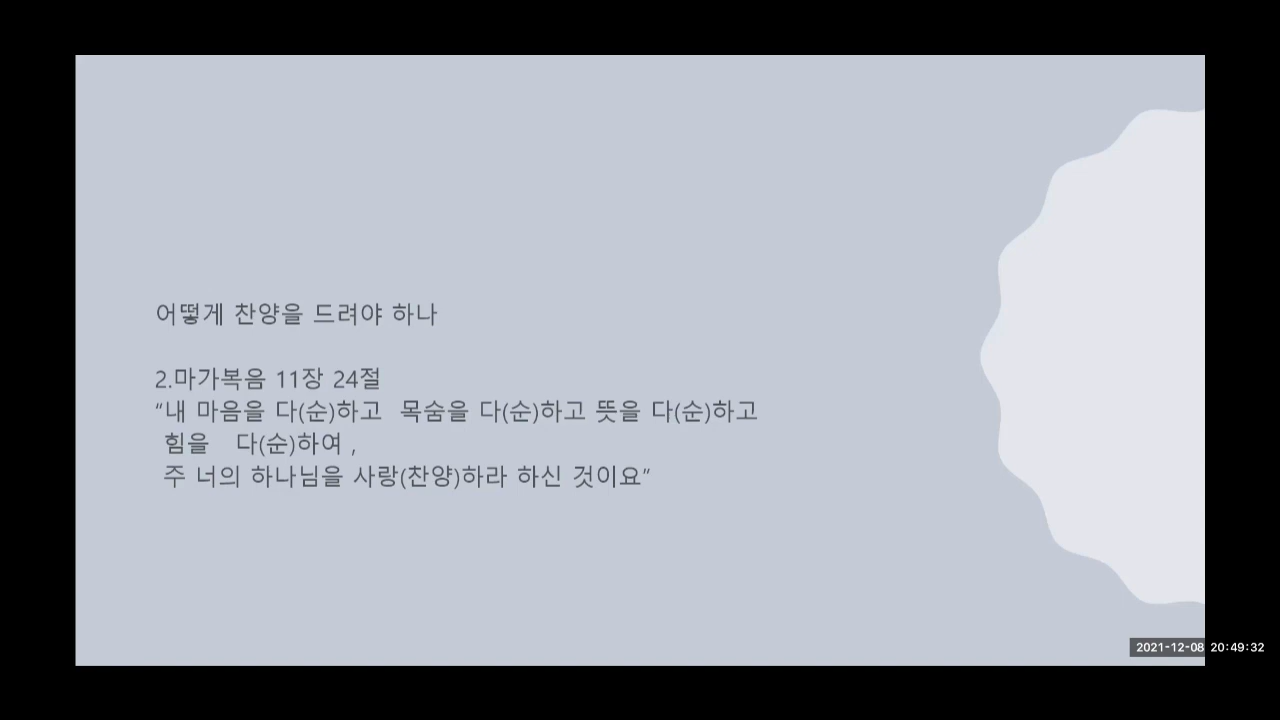 어떻게 찬양을 드려야 하나
2.마가복음 11장 24절
“내 마음을 다(순)하고 목숨을 다(순)하고 뜻을 다(순)하고
힘을 다(순)하여 ,
주 너의 하나님을 사랑(찬양)하라 하신 것이요”
2021-12-08 20:49:32